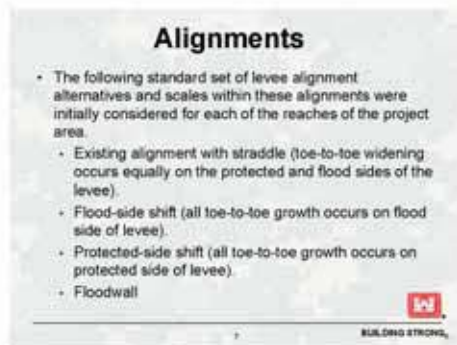 Alignments
• The following standard set of levee alignment
alternatives and scales within these alignments were
initially considered for each of the reaches of the project
area.
• Existing alignment with straddle (toe-to-toe widening
occurs equally on the protected and flood sides of the
levee).
• Flood-side shift (all toe-to-toe growth occurs on flood
side of levee).
• Protected-side shift (all toe-to-toe growth occurs on
protected side of levee).
• Floodwall
BUILDING STRONG®